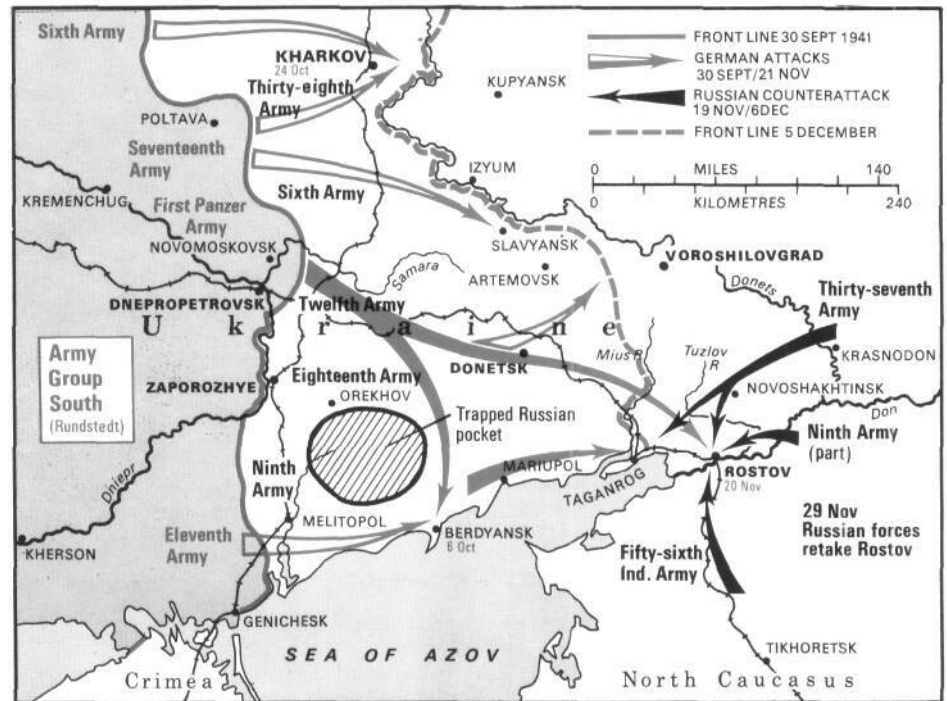 Sixth Army
KHARKOV
24 Oct
Thirty-eighth
Army
KUPYANSK
POLTAVA
Seventeenth
Army
IZYUM
KREMENCHUG
Sixth Army
First Panzer
Army
NOVOMOSKOVSK
SLAVYANSK
VOROSHILOVGRAD
Samara
ARTEMOVSK
DNEPROPETROVSK
Twelfth Army
Donets
Thirty-seventh
Army
Ukraine
Army
Group
South
(Rundstedt)
ZAPOROZHYE
Eighteenth Army
OREKHOV
DONETSK
Mius R
Tuzlov
R
KRASNODON
NOVOSHAKHTINSK
Don
Trapped Russian
pocket
Dniepr
Ninth
Army
MARIUPOL
TAGANROG
ROSTOV
20 Nov
Ninth Army
(part)
MELITOPOL
Eleventh
Army
BERDYANSK
6 Oct
29 Nov
Russian forces
retake Rostov
KHERSON
Fifty-sixth
Ind. Army
GENICHESK
SEA OF AZOV
TIKHORETSK
Crimea
North Caucasus
FRONT LINE 30 SEPT 1941
GERMAN ATTACKS
30 SEPT/21 NOV
RUSSIAN COUNTERATTACK
19 NOV/6DEC
FRONT LINE 5 DECEMBER
0 MILES 140
0 KILOMETRES 240